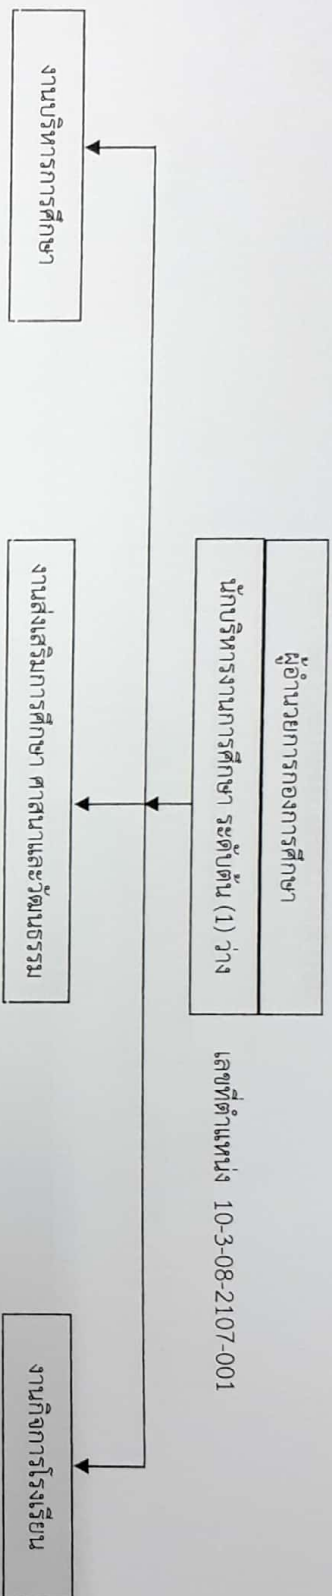 ผู้อำนวยการกองการศึกษา
นักบริหารงานการศึกษา ระดับต้น (1) ว่าง
เลขที่ตำแหน่ง 10-3-08-2107-001
งานบริหารการศึกษา
งานส่งเสริมการศึกษา ศาสนาและวัฒนธรรม
งานกิจการโรงเรียน